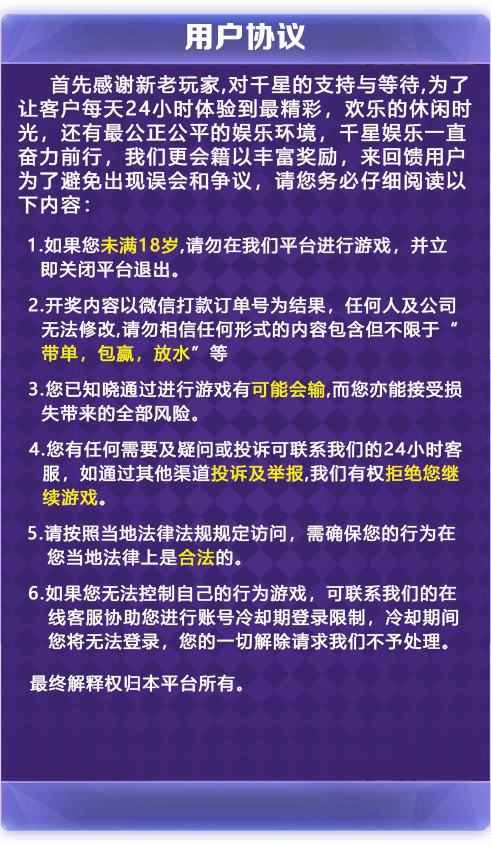 用户协议
首先感谢新老玩家,对千星的支持与等待,为了
让客户每天24小时体验到最精彩，欢乐的休闲时
光，还有最公正公平的娱乐环境，千星娱乐一直
奋力前行，我们更会籍以丰富奖励，来回馈用户
为了避免出现误会和争议，请您务必仔细阅读以
下内容：
1.如果您未满18岁,请勿在我们平台进行游戏，并立
即关闭平台退出。
2.开奖内容以微信打款订单号为结果，任何人及公司
无法修改,请勿相信任何形式的内容包含但不限于“
带单，包赢，放水”等
3.您已知晓通过进行游戏有可能会输,而您亦能接受损
失带来的全部风险。
4.您有任何需要及疑问或投诉可联系我们的24小时客
服，如通过其他渠道投诉及举报,我们有权拒绝您继
续游戏。
5.请按照当地法律法规规定访问，需确保您的行为在
您当地法律上是合法的。
6.如果您无法控制自己的行为游戏，可联系我们的在
线客服协助您进行账号冷却期登录限制，冷却期间
您将无法登录，您的一切解除请求我们不予处理。
最终解释权归本平台所有。